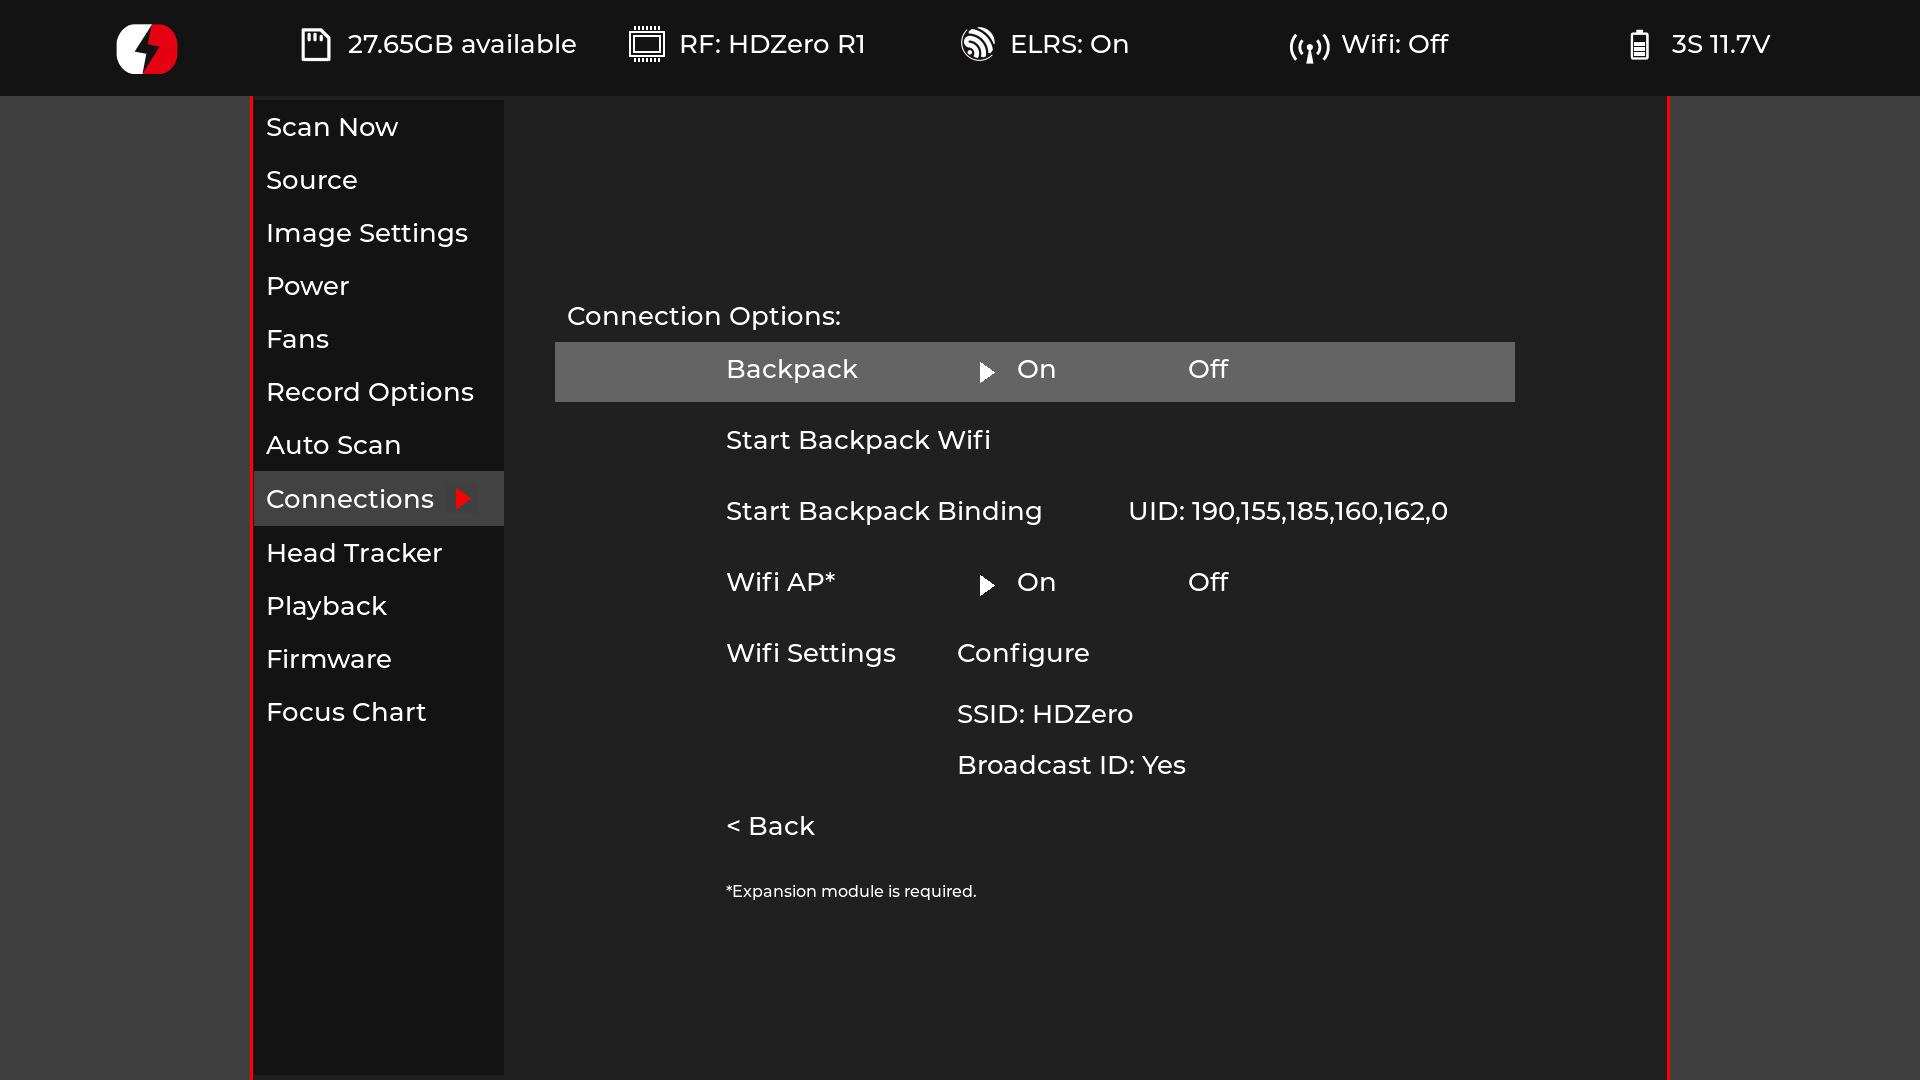 27.65GB available RF: HDZero R1 ELRS: On Wifi: Off 3S 11.7V
Scan Now
Source
Image Settings
Power
Fans
Record Options
Auto Scan
Connections
Head Tracker
Playback
Firmware
Focus Chart
Connection Options:
Backpack On Off
Start Backpack Wifi
Start Backpack Binding UID: 190,155,185,160,162,0
Wifi AP* On Off
Wifi Settings Configure
SSID: HDZero
Broadcast ID: Yes
< Back
*Expansion module is required.